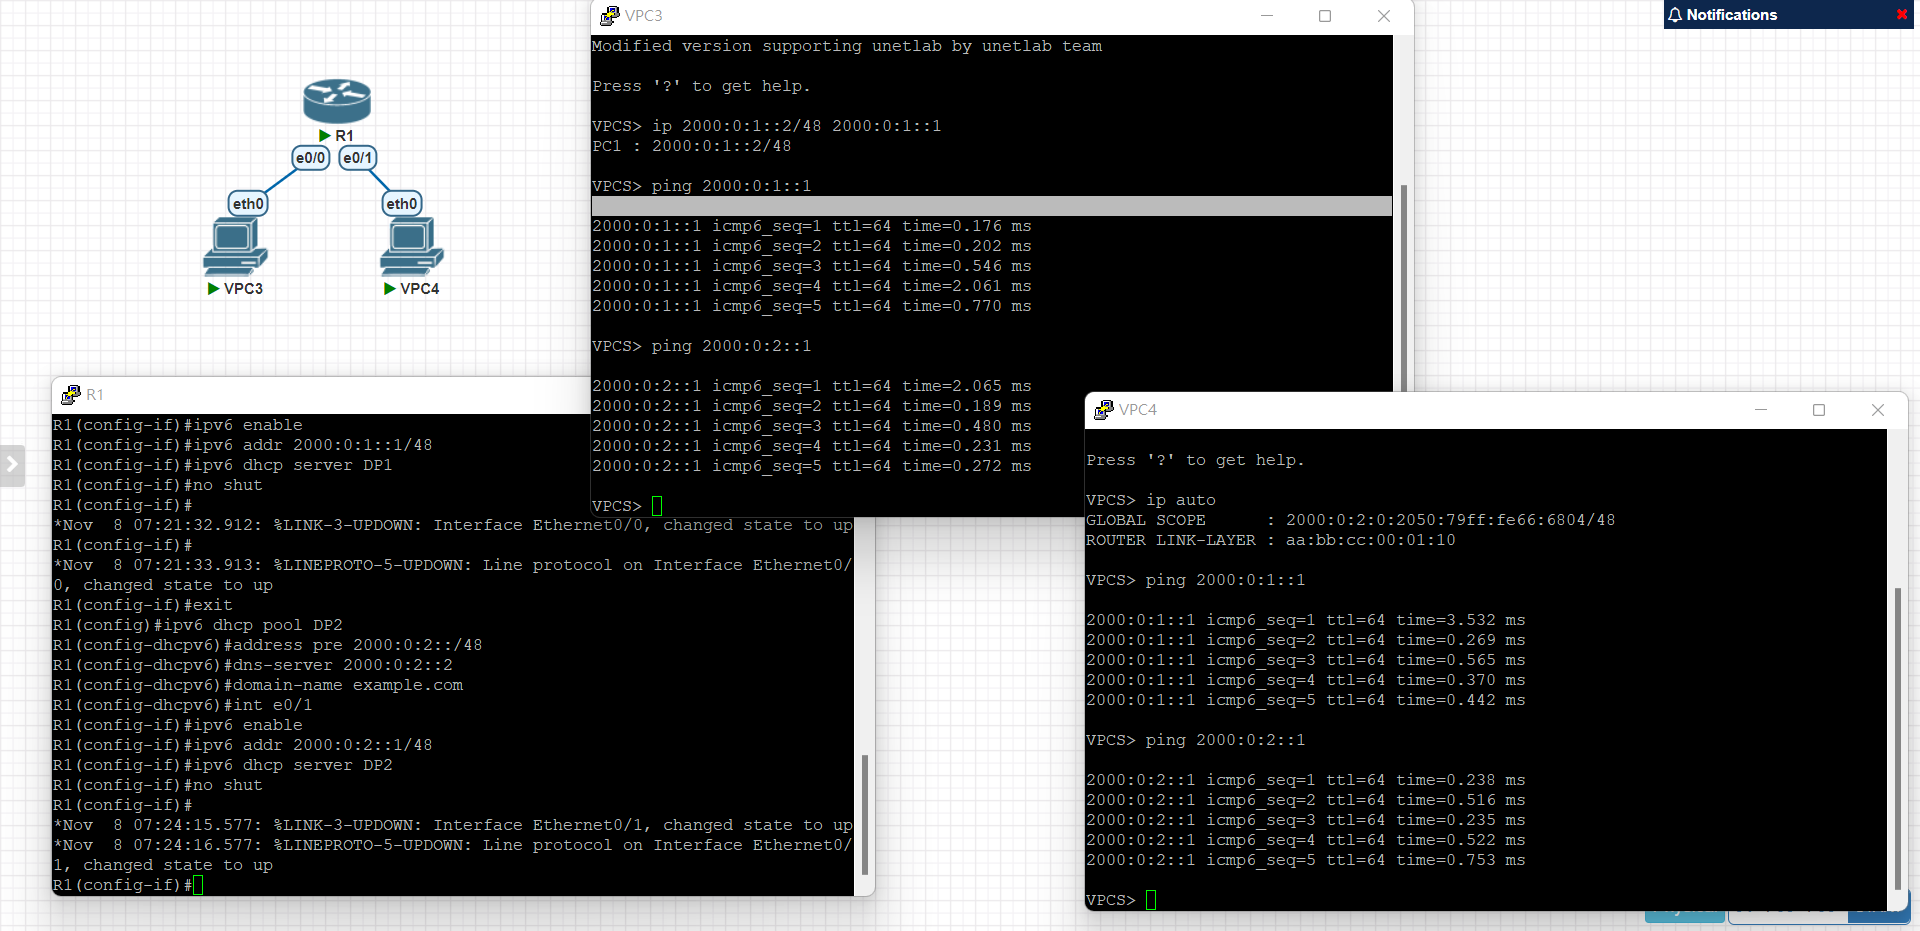 Notifications
R1
e0/0 e0/1
eth0 eth0
VPC3 VPC4
VPC3
Modified version supporting unetlab by unetlab team
Press '?' to get help.
VPCS> ip 2000:0:1::2/48 2000:0:1::1
PC1 : 2000:0:1::2/48
VPCS> ping 2000:0:1::1
2000:0:1::1 icmp6_seq=1 ttl=64 time=0.176 ms
2000:0:1::1 icmp6_seq=2 ttl=64 time=0.202 ms
2000:0:1::1 icmp6_seq=3 ttl=64 time=0.546 ms
2000:0:1::1 icmp6_seq=4 ttl=64 time=2.061 ms
2000:0:1::1 icmp6_seq=5 ttl=64 time=0.770 ms
VPCS> ping 2000:0:2::1
2000:0:2::1 icmp6_seq=1 ttl=64 time=2.065 ms
2000:0:2::1 icmp6_seq=2 ttl=64 time=0.189 ms
2000:0:2::1 icmp6_seq=3 ttl=64 time=0.480 ms
2000:0:2::1 icmp6_seq=4 ttl=64 time=0.231 ms
2000:0:2::1 icmp6_seq=5 ttl=64 time=0.272 ms
VPCS>
R1
R1(config-if)#ipv6 enable
R1(config-if)#ipv6 addr 2000:0:1::1/48
R1(config-if)#ipv6 dhcp server DP1
R1(config-if)#no shut
R1(config-if)#
*Nov  8 07:21:32.912: %LINK-3-UPDOWN: Interface Ethernet0/0, changed state to up
R1(config-if)#
*Nov  8 07:21:33.913: %LINEPROTO-5-UPDOWN: Line protocol on Interface Ethernet0/
0, changed state to up
R1(config-if)#exit
R1(config)#ipv6 dhcp pool DP2
R1(config-dhcpv6)#address pre 2000:0:2::/48
R1(config-dhcpv6)#dns-server 2000:0:2::2
R1(config-dhcpv6)#domain-name example.com
R1(config-dhcpv6)#int e0/1
R1(config-if)#ipv6 enable
R1(config-if)#ipv6 addr 2000:0:2::1/48
R1(config-if)#ipv6 dhcp server DP2
R1(config-if)#no shut
R1(config-if)#
*Nov  8 07:24:15.577: %LINK-3-UPDOWN: Interface Ethernet0/1, changed state to up
*Nov  8 07:24:16.577: %LINEPROTO-5-UPDOWN: Line protocol on Interface Ethernet0/
1, changed state to up
R1(config-if)#
VPC4
Press '?' to get help.
VPCS> ip auto
GLOBAL SCOPE      : 2000:0:2:0:2050:79ff:fe66:6804/48
ROUTER LINK-LAYER : aa:bb:cc:00:01:10
VPCS> ping 2000:0:1::1
2000:0:1::1 icmp6_seq=1 ttl=64 time=3.532 ms
2000:0:1::1 icmp6_seq=2 ttl=64 time=0.269 ms
2000:0:1::1 icmp6_seq=3 ttl=64 time=0.565 ms
2000:0:1::1 icmp6_seq=4 ttl=64 time=0.370 ms
2000:0:1::1 icmp6_seq=5 ttl=64 time=0.442 ms
VPCS> ping 2000:0:2::1
2000:0:2::1 icmp6_seq=1 ttl=64 time=0.238 ms
2000:0:2::1 icmp6_seq=2 ttl=64 time=0.516 ms
2000:0:2::1 icmp6_seq=3 ttl=64 time=0.235 ms
2000:0:2::1 icmp6_seq=4 ttl=64 time=0.522 ms
2000:0:2::1 icmp6_seq=5 ttl=64 time=0.753 ms
VPCS>